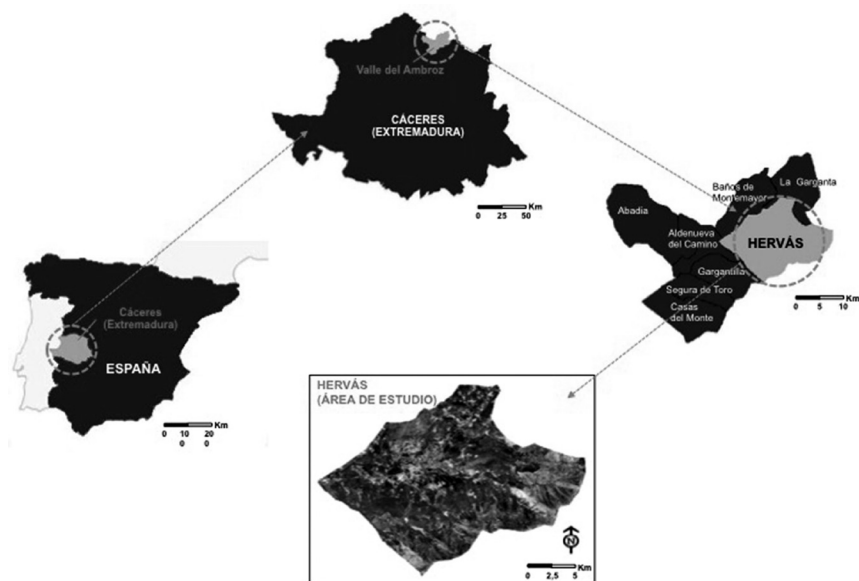 Valle del Ambroz
CÁCERES
(EXTREMADURA)
Km
0 25 50
Baños de
Montemayor
La Garganta
Abadía
Aldenueva
del Camino
HERVÁS
Gargantilla
Segura de Toro
Casas
del Monte
Km
0 5 10
Cáceres
(Extremadura)
ESPAÑA
Km
0 10 20
0 0
HERVÁS
(ÁREA DE ESTUDIO)
N
Km
0 2,5 5